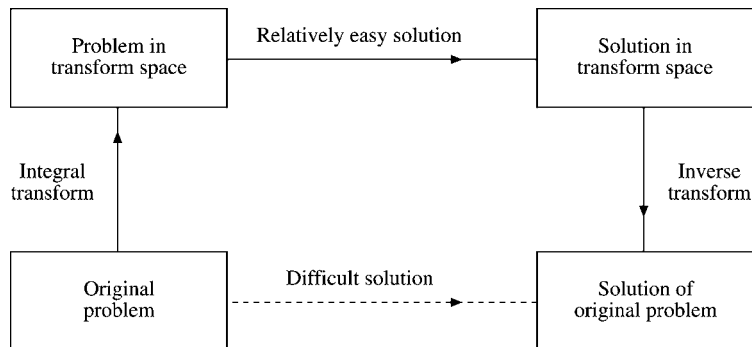 Problem in
transform space
Relatively easy solution
Solution in
transform space
Integral
transform
Inverse
transform
Original
problem
Difficult solution
Solution of
original problem